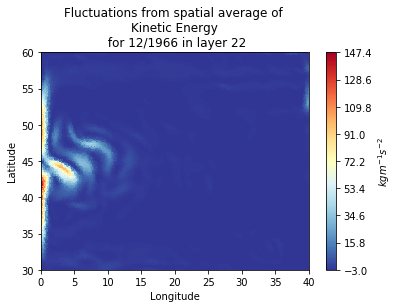 Fluctuations from spatial average of
Kinetic Energy
for 12/1966 in layer 22
60
55
50
45
40
35
30
Latitude
0 5 10 15 20 25 30 35 40
Longitude
147.4
128.6
109.8
91.0
72.2
53.4
34.6
15.8
−3.0
kgm⁻¹s⁻²